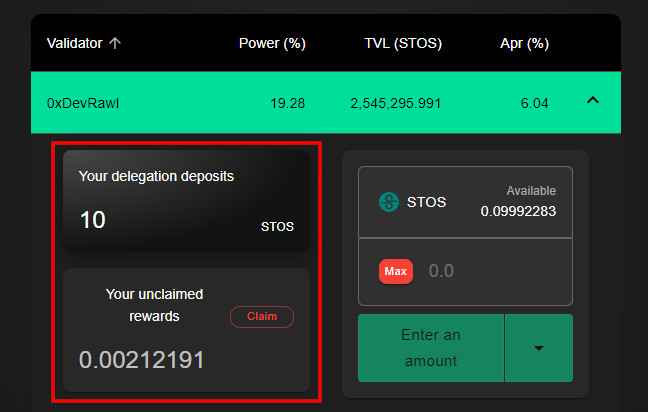 Validator ↑ Power (%) TVL (STOS) Apr (%)
0xDevRawl 19.28 2,545,295.991 6.04
Your delegation deposits
10
STOS
Your unclaimed
rewards
Claim
0.00212191
STOS
Available
0.09992283
Max 0.0
Enter an
amount